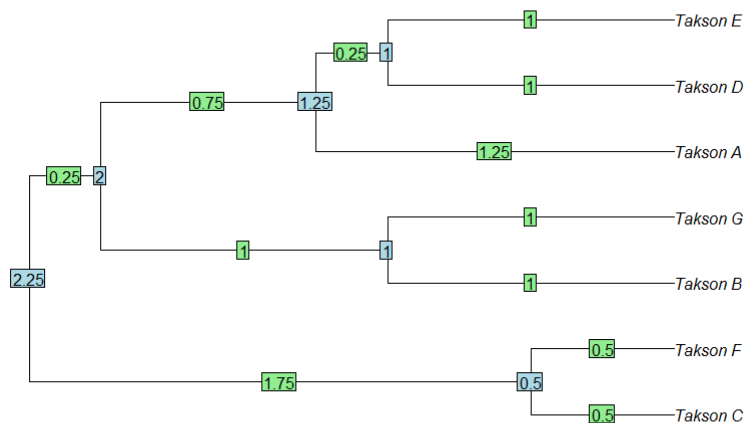 1 Takson E
0.25 1
1 Takson D
0.75 1.25
1.25 Takson A
0.25 2
1 Takson G
1 1
2.25
1 Takson B
0.5 Takson F
1.75 0.5
0.5 Takson C